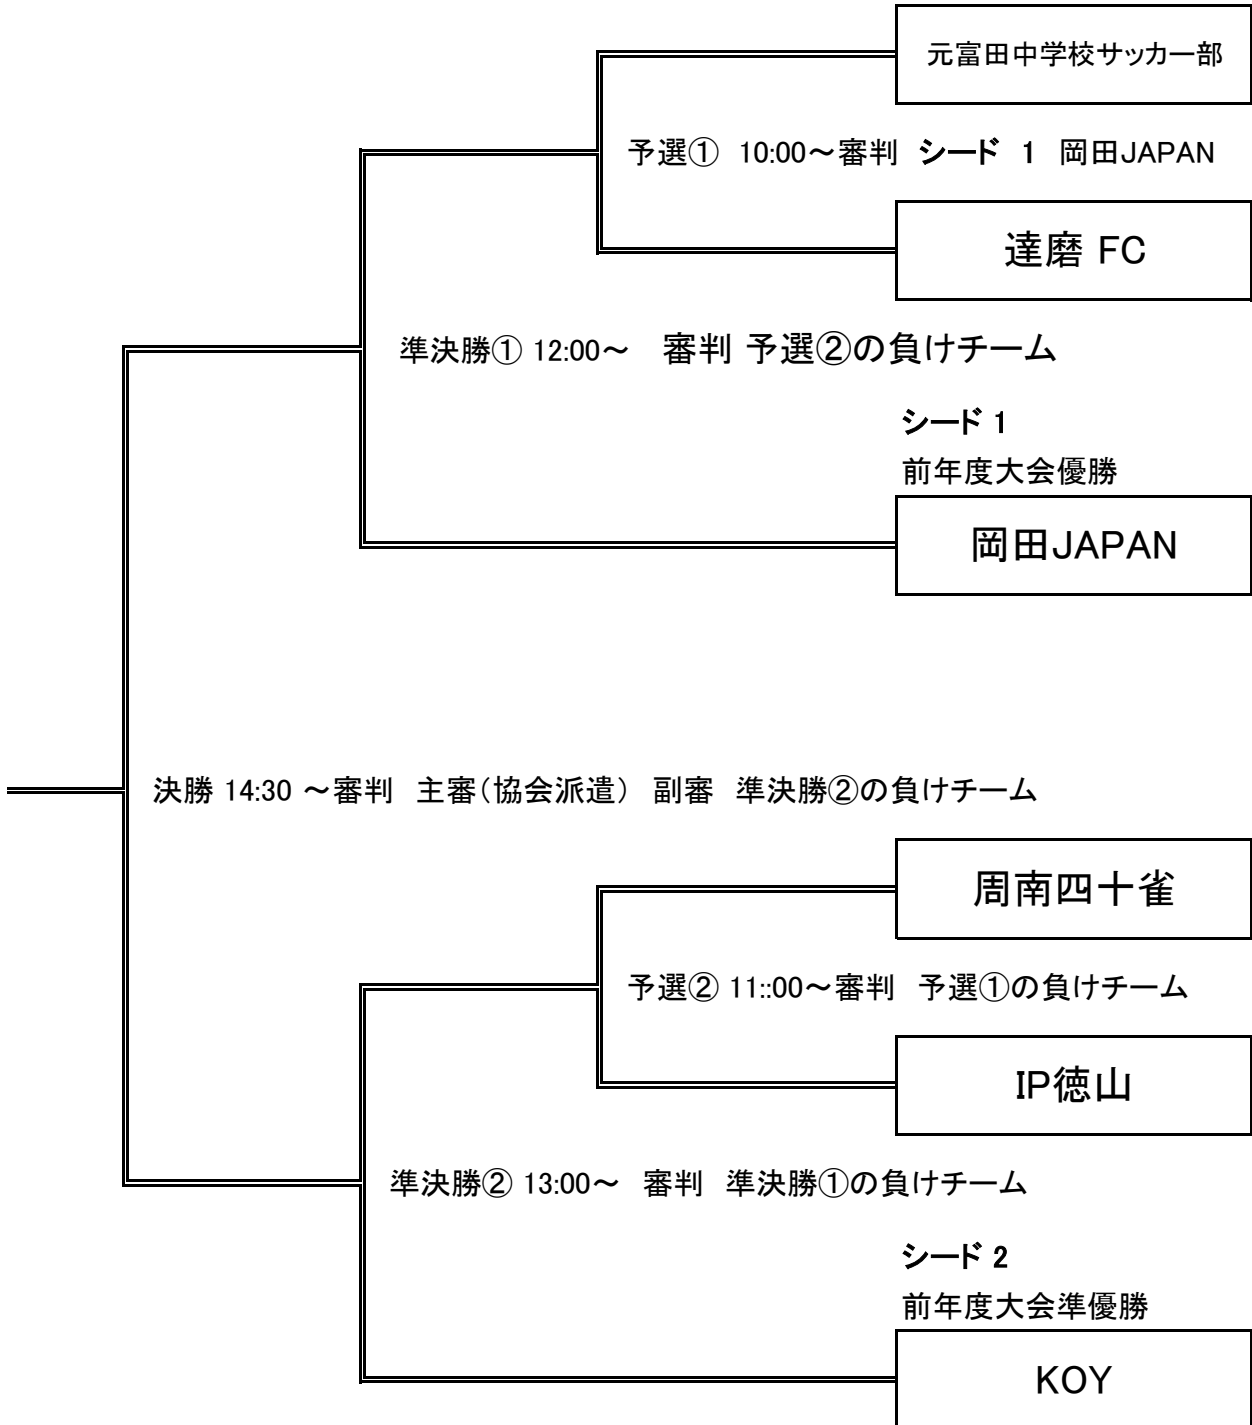 元富田中学校サッカー部
予選① 10:00～審判 シード 1 岡田JAPAN
達磨 FC
準決勝① 12:00～ 審判 予選②の負けチーム
シード 1
前年度大会優勝
岡田JAPAN
決勝 14:30 ～審判 主審（協会派遣） 副審 準決勝②の負けチーム
周南四十雀
予選② 11::00～審判 予選①の負けチーム
IP徳山
準決勝② 13:00～ 審判 準決勝①の負けチーム
シード 2
前年度大会準優勝
KOY